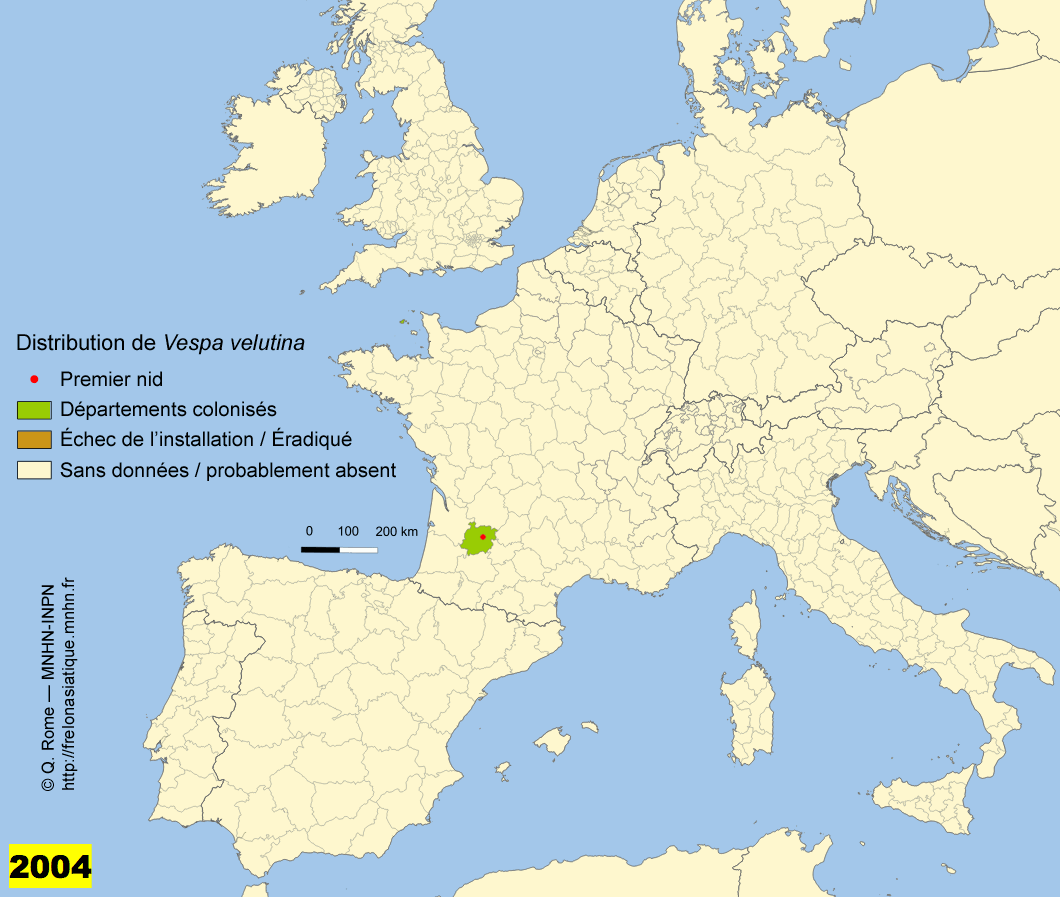 Distribution de Vespa velutina
Premier nid
Départements colonisés
Échec de l’installation / Éradiqué
Sans données / probablement absent
0 100 200 km
© Q. Rome — MNHN-INPN
http://frelonasiatique.mnhn.fr
2004